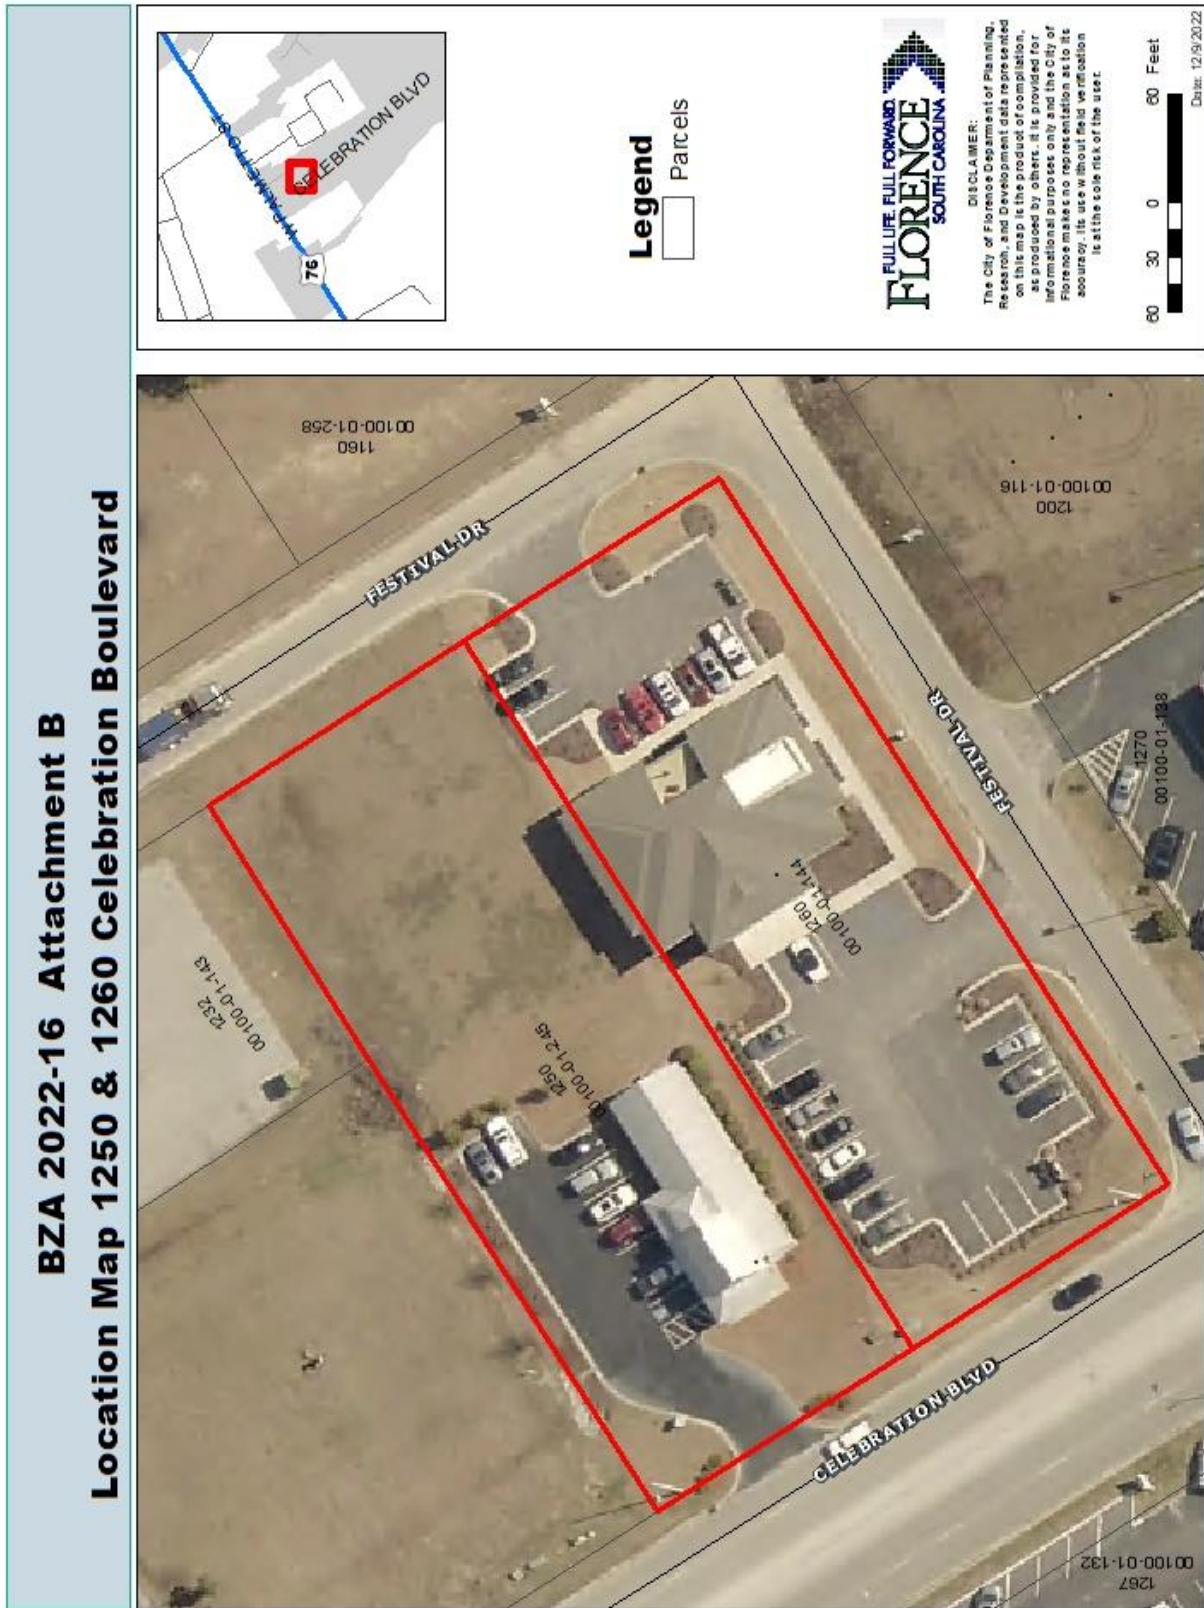 BZA 2022-16 Attachment B
Location Map 1250 & 1260 Celebration Boulevard
1160
00100-01-258
FESTIVAL DR
1200
00100-01-116
1232
00100-01-143
1250
00100-01-245
1260
00100-01-144
FESTIVAL DR
1270
00100-01-138
CELEBRATION BLVD
1267
00100-01-132
W PALMETTO ST
CELEBRATION BLVD
76
Legend
Parcels
FULL LIFE. FULL FORWARD.
FLORENCE
SOUTH CAROLINA
DISCLAIMER:
The City of Florence Deparment of Planning,
Research, and Development data represented
on this map is the product of compilation,
as produced by others. It is provided for
informational purposes only and the City of
Florence makes no representation as to its
accuracy. Its use without field verification
is at the sole risk of the user.
60 30 0 60 Feet
Date: 12/9/2022